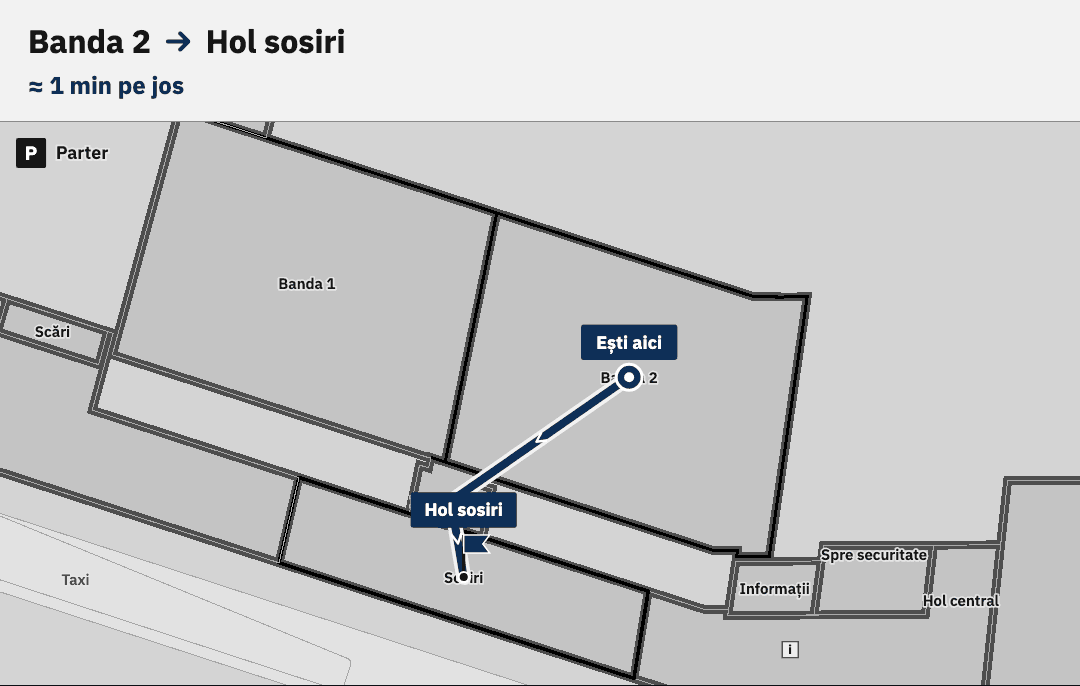 Banda 2 → Hol sosiri
≈ 1 min pe jos
P Parter
Banda 1
Scări
Ești aici
Hol sosiri
Taxi
Spre securitate
Informații
Hol central
i